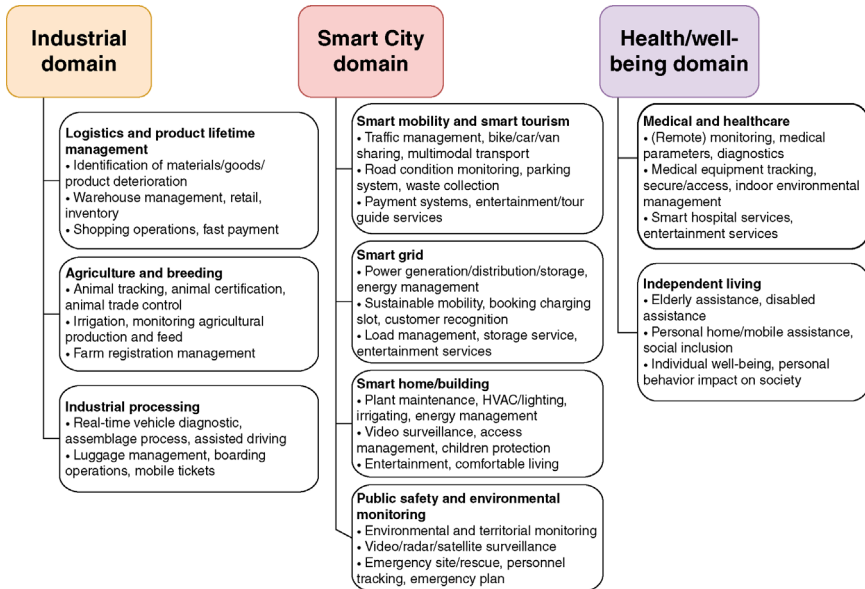 Industrial
domain
Logistics and product lifetime
management
• Identification of materials/goods/
product deterioration
• Warehouse management, retail,
inventory
• Shopping operations, fast payment
Agriculture and breeding
• Animal tracking, animal certification,
animal trade control
• Irrigation, monitoring agricultural
production and feed
• Farm registration management
Industrial processing
• Real-time vehicle diagnostic,
assemblage process, assisted driving
• Luggage management, boarding
operations, mobile tickets
Smart City
domain
Smart mobility and smart tourism
• Traffic management, bike/car/van
sharing, multimodal transport
• Road condition monitoring, parking
system, waste collection
• Payment systems, entertainment/tour
guide services
Smart grid
• Power generation/distribution/storage,
energy management
• Sustainable mobility, booking charging
slot, customer recognition
• Load management, storage service,
entertainment services
Smart home/building
• Plant maintenance, HVAC/lighting,
irrigating, energy management
• Video surveillance, access
management, children protection
• Entertainment, comfortable living
Public safety and environmental
monitoring
• Environmental and territorial monitoring
• Video/radar/satellite surveillance
• Emergency site/rescue, personnel
tracking, emergency plan
Health/well-
being domain
Medical and healthcare
• (Remote) monitoring, medical
parameters, diagnostics
• Medical equipment tracking,
secure/access, indoor environmental
management
• Smart hospital services,
entertainment services
Independent living
• Elderly assistance, disabled
assistance
• Personal home/mobile assistance,
social inclusion
• Individual well-being, personal
behavior impact on society